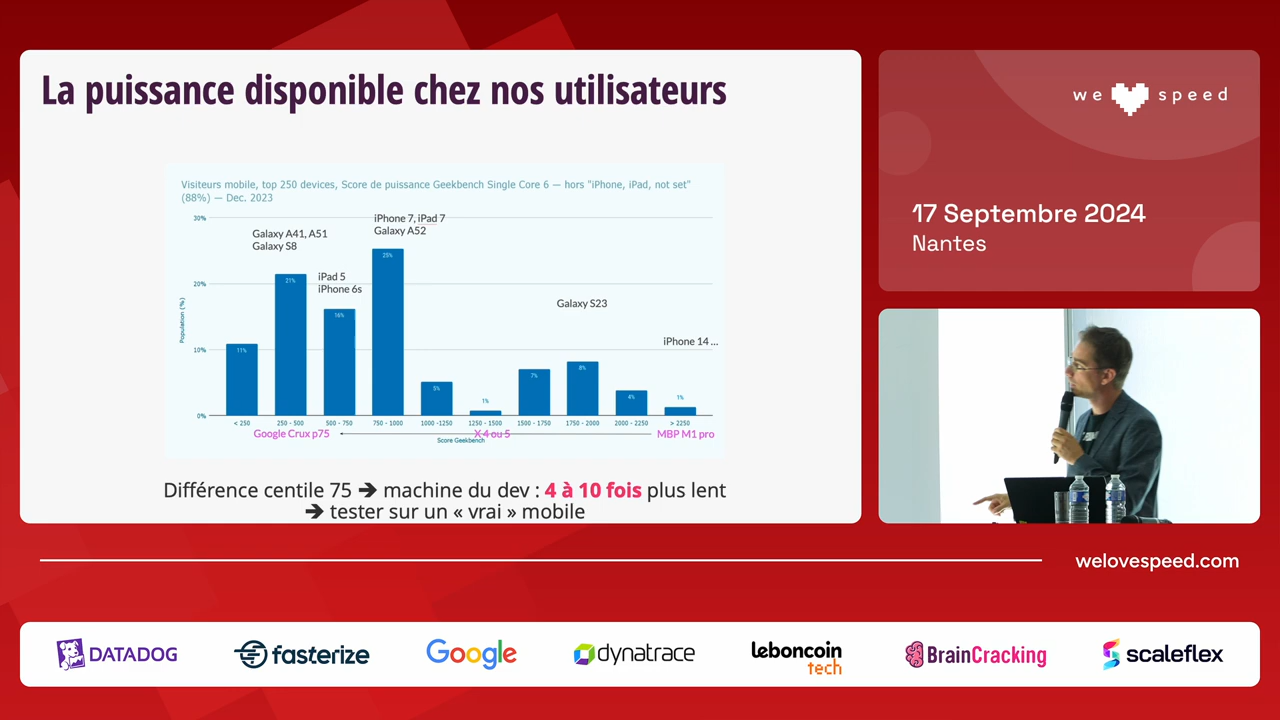 La puissance disponible chez nos utilisateurs
Visiteurs mobile, top 250 devices, Score de puissance Geekbench Single Core 6 — hors "iPhone, iPad, not set"
(88%) — Dec. 2023
Population (%)
30%
20%
10%
0%
Galaxy A41, A51
Galaxy S8
iPad 5
iPhone 6s
iPhone 7, iPad 7
Galaxy A52
Galaxy S23
iPhone 14 ...
11%
21%
16%
25%
5%
1%
7%
8%
4%
1%
< 250
250 - 500
500 - 750
750 - 1000
1000 -1250
1250 - 1500
1500 - 1750
1750 - 2000
2000 - 2250
> 2250
Google Crux p75
X 4 ou 5
MBP M1 pro
Score Geekbench
Différence centile 75 ➔ machine du dev : 4 à 10 fois plus lent
➔ tester sur un « vrai » mobile
we speed
17 Septembre 2024
Nantes
welovespeed.com
DATADOG
fasterize
Google
dynatrace
leboncoin
tech
BrainCracking
scaleflex